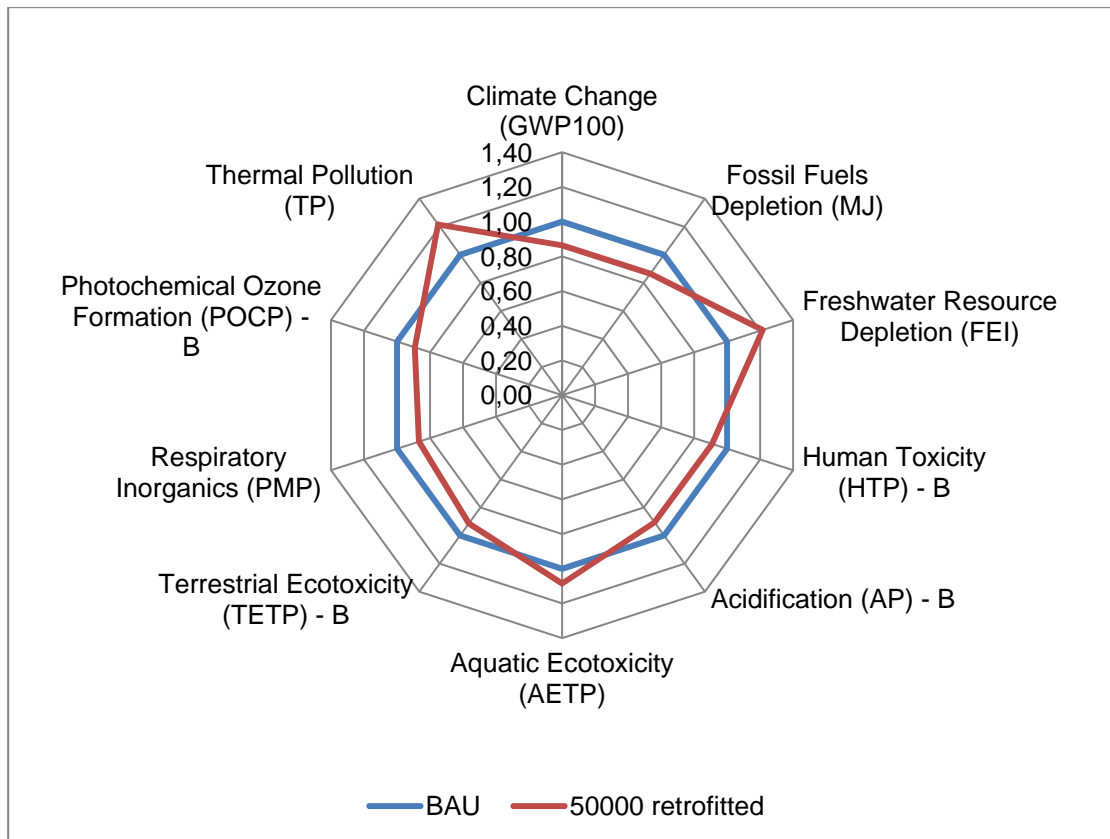 Climate Change
(GWP100)
Fossil Fuels
Depletion (MJ)
Freshwater Resource
Depletion (FEI)
Human Toxicity
(HTP) - B
Acidification (AP) - B
Aquatic Ecotoxicity
(AETP)
Terrestrial Ecotoxicity
(TETP) - B
Respiratory
Inorganics (PMP)
Photochemical Ozone
Formation (POCP) -
B
Thermal Pollution
(TP)
1,40
1,20
1,00
0,80
0,60
0,40
0,20
0,00
BAU
50000 retrofitted